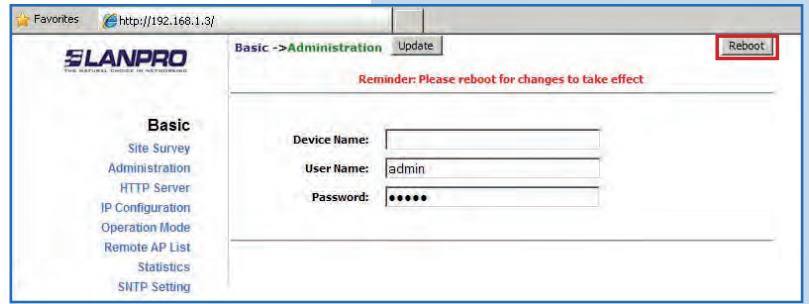 Favorites http://192.168.1.3/
LANPRO
THE NATURAL CHOICE IN NETWORKING
Basic ->Administration Update Reboot
Reminder: Please reboot for changes to take effect
Basic
Site Survey
Administration
HTTP Server
IP Configuration
Operation Mode
Remote AP List
Statistics
SNTP Setting
Device Name:
User Name: admin
Password: •••••